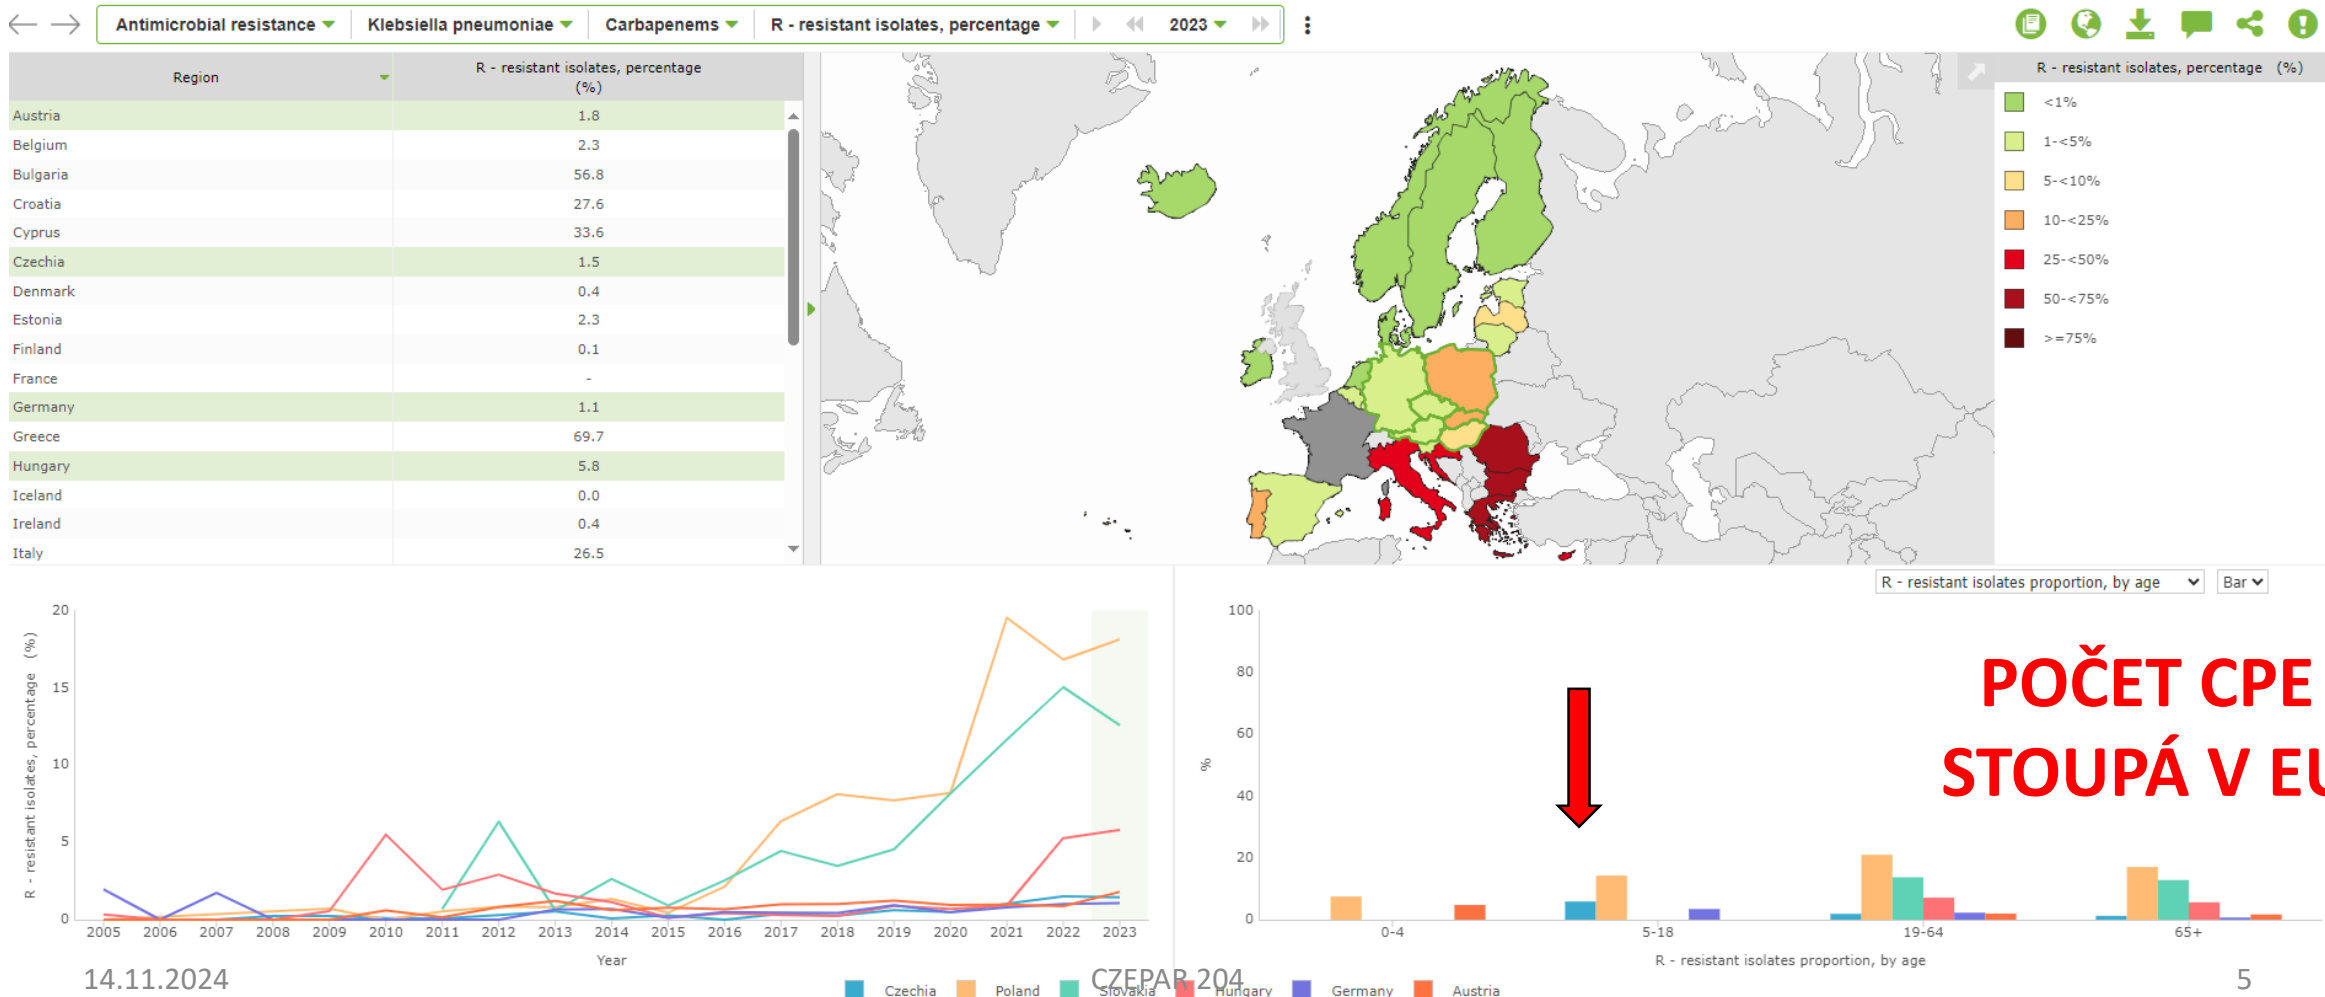 Antimicrobial resistance Klebsiella pneumoniae Carbapenems R - resistant isolates, percentage 2023
Region R - resistant isolates, percentage
(%)
Austria 1.8
Belgium 2.3
Bulgaria 56.8
Croatia 27.6
Cyprus 33.6
Czechia 1.5
Denmark 0.4
Estonia 2.3
Finland 0.1
France -
Germany 1.1
Greece 69.7
Hungary 5.8
Iceland 0.0
Ireland 0.4
Italy 26.5
R - resistant isolates, percentage (%)
<1%
1-<5%
5-<10%
10-<25%
25-<50%
50-<75%
>=75%
R - resistant isolates, percentage (%)
20
15
10
5
0
2005 2006 2007 2008 2009 2010 2011 2012 2013 2014 2015 2016 2017 2018 2019 2020 2021 2022 2023
Year
R - resistant isolates proportion, by age Bar
100
80
60
40
20
0
%
0-4 5-18 19-64 65+
R - resistant isolates proportion, by age
POČET CPE
STOUPÁ V EU
Czechia Poland Slovakia Hungary Germany Austria
14.11.2024 CZEPAR 204 5